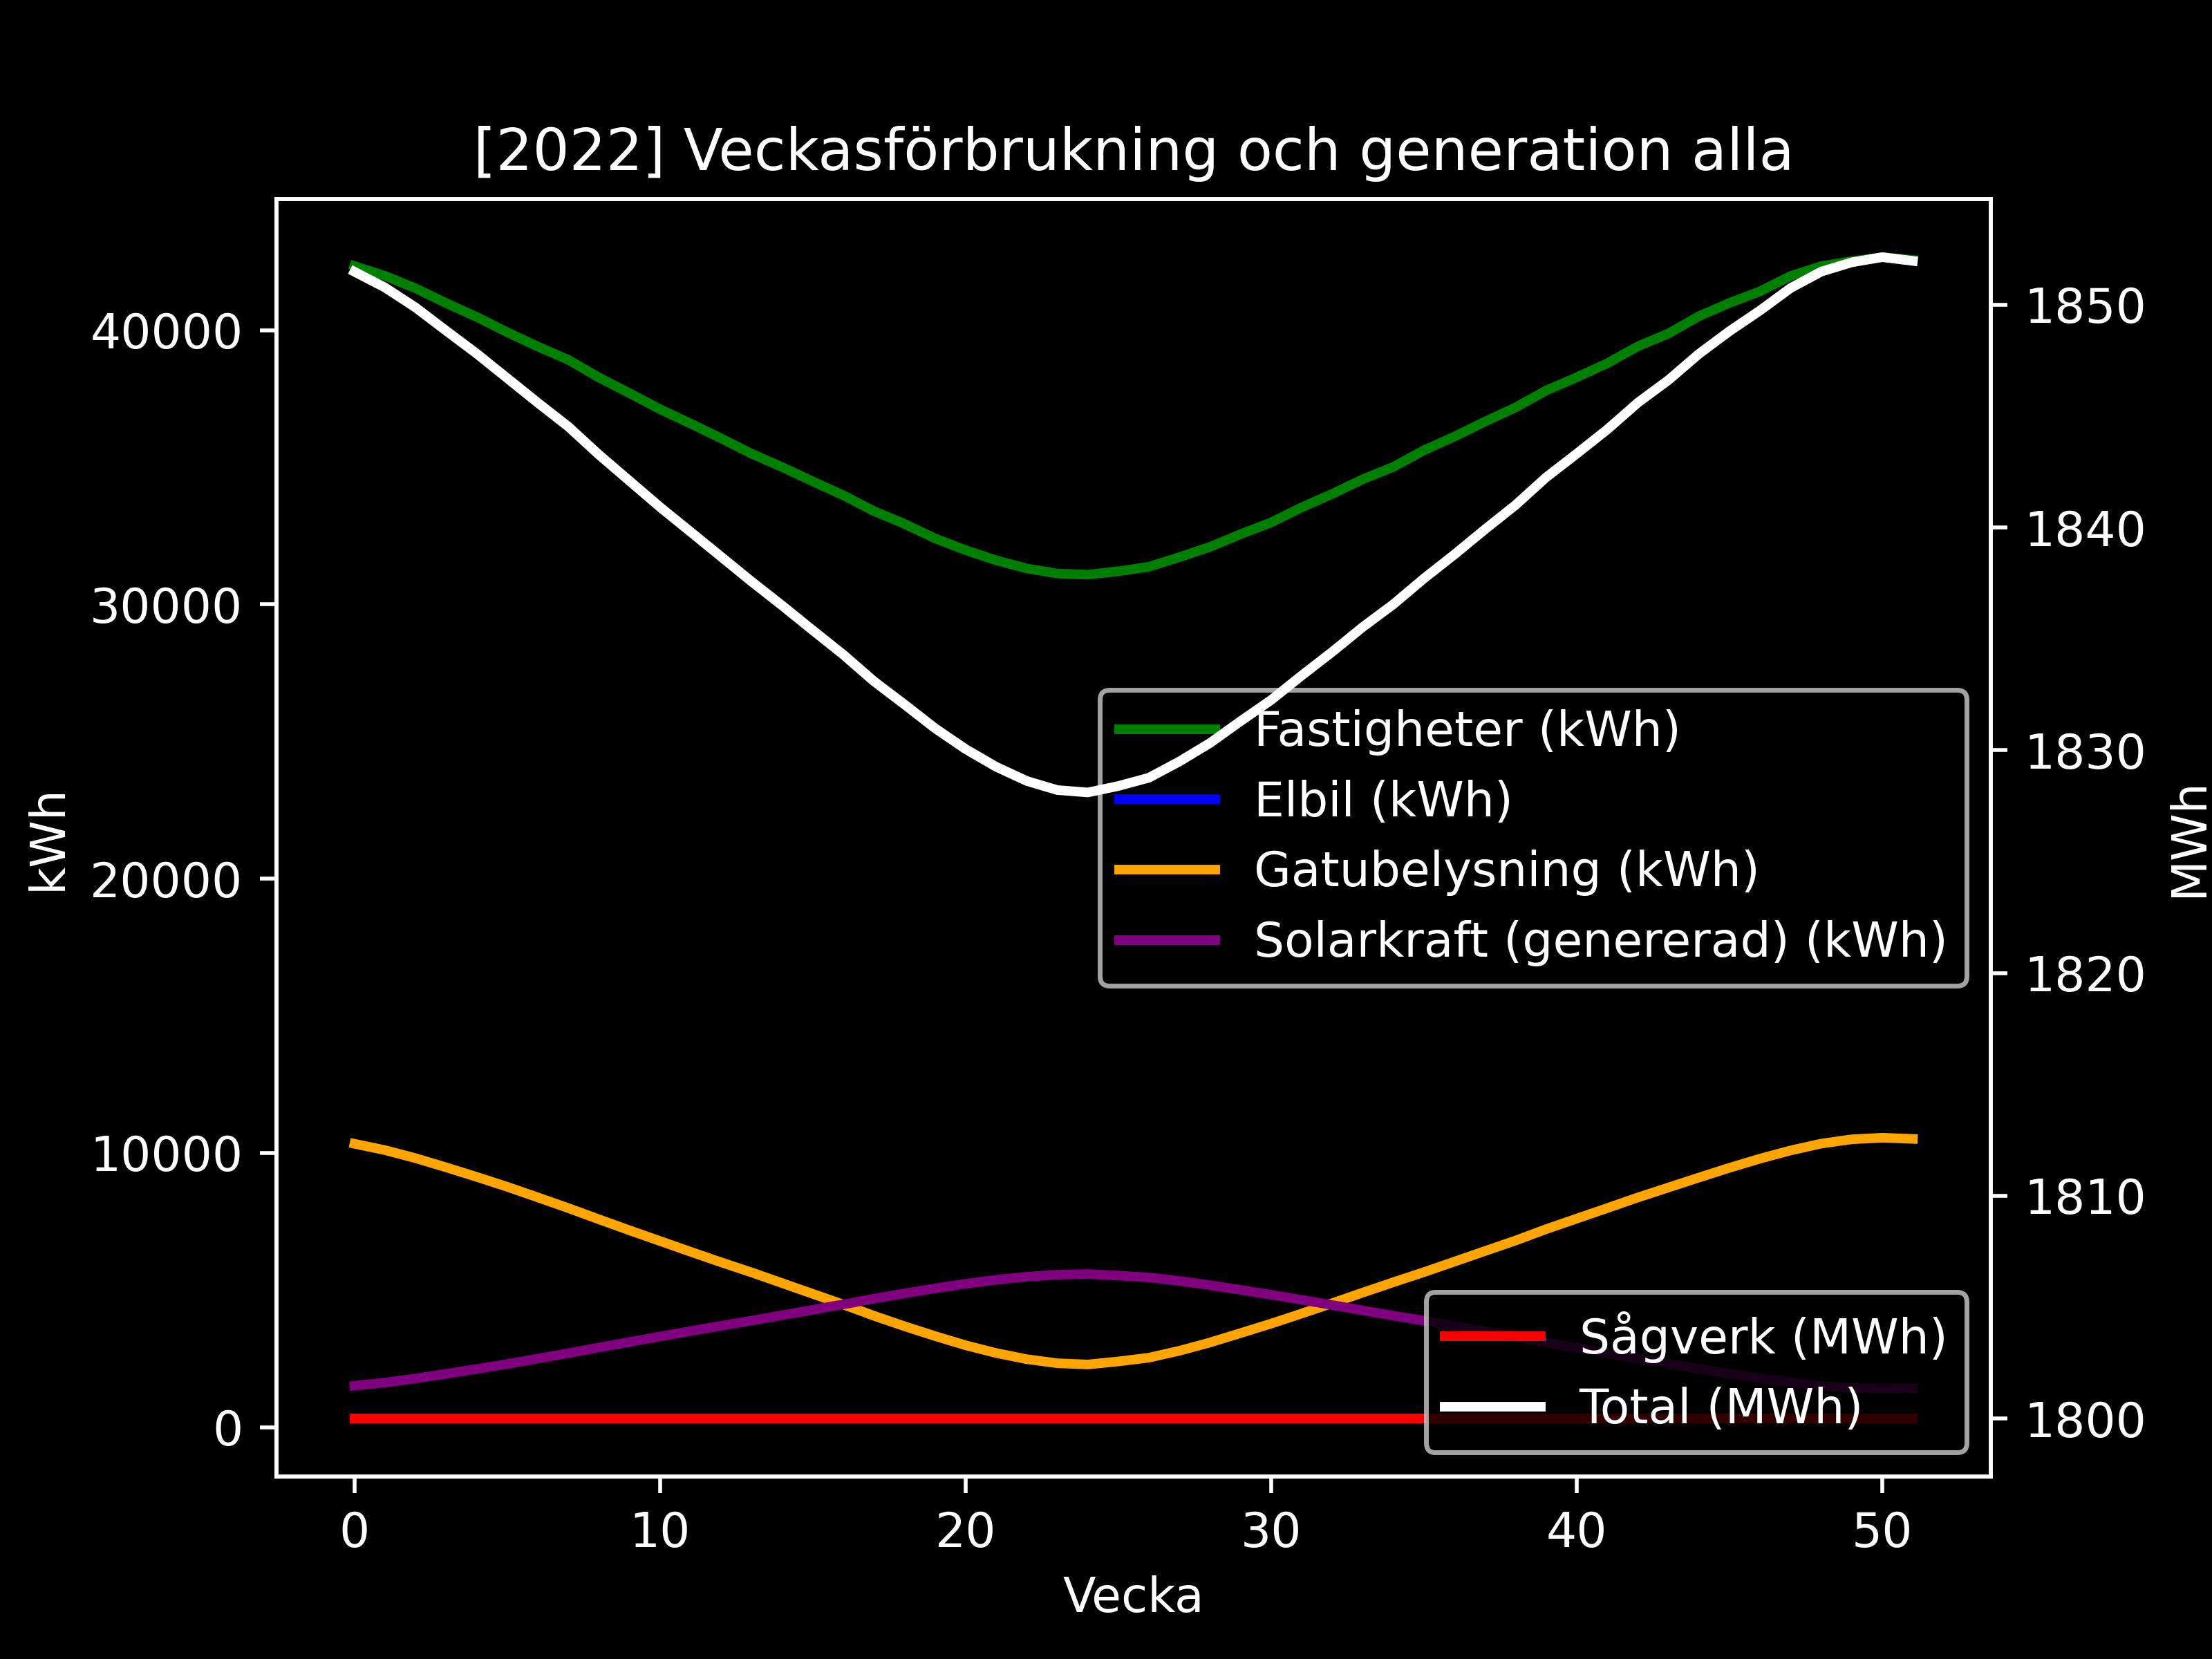 [2022] Veckasförbrukning och generation alla
kWh
40000
30000
20000
10000
0
1850
1840
1830
1820
1810
1800
MWh
Fastigheter (kWh)
Elbil (kWh)
Gatubelysning (kWh)
Solarkraft (genererad) (kWh)
Sågverk (MWh)
Total (MWh)
0 10 20 30 40 50
Vecka